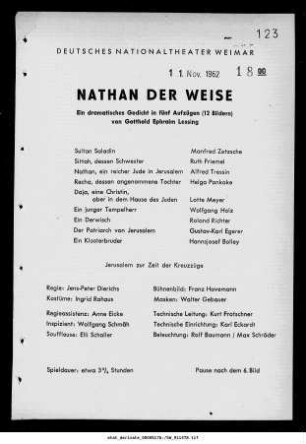 123
DEUTSCHES NATIONALTHEATER WEIMAR
11. Nov. 1962 18 00
NATHAN DER WEISE
Ein dramatisches Gedicht in fünf Aufzügen (12 Bildern)
von Gotthold Ephraim Lessing
Sultan Saladin Manfred Zetzsche
Sittah, dessen Schwester Ruth Friemel
Nathan, ein reicher Jude in Jerusalem Alfred Tressin
Recha, dessen angenommene Tochter Helga Pankoke
Daja, eine Christin,
aber in dem Hause des Juden Lotte Meyer
Ein junger Tempelherr Wolfgang Holz
Ein Derwisch Roland Richter
Der Patriarch von Jerusalem Gustav-Karl Egerer
Ein Klosterbruder Hannsjosef Bolley
Jerusalem zur Zeit der Kreuzzüge
Regie: Jens-Peter Dierichs Bühnenbild: Franz Havemann
Kostüme: Ingrid Rahaus Masken: Walter Gebauer
Regieassistenz: Anne Eicke Technische Leitung: Kurt Pretschner
Inspizient: Wolfgang Schmäh Technische Einrichtung: Karl Eckardt
Souffleuse: Elli Schaller Beleuchtung: Rolf Baumann / Max Schröder
Spieldauer: etwa 3¼ Stunden Pause nach dem 6. Bild